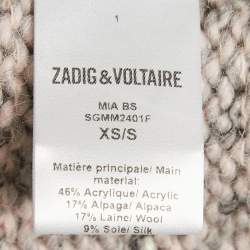 1
ZADIG & VOLTAIRE
MIA BS
SGMM2401F
XS/S
Matière principale/ Main
material:
46% Acrylique/ Acrylic
17% Alpaga/ Alpaca
17% Laine/ Wool
9% Soie/ Silk